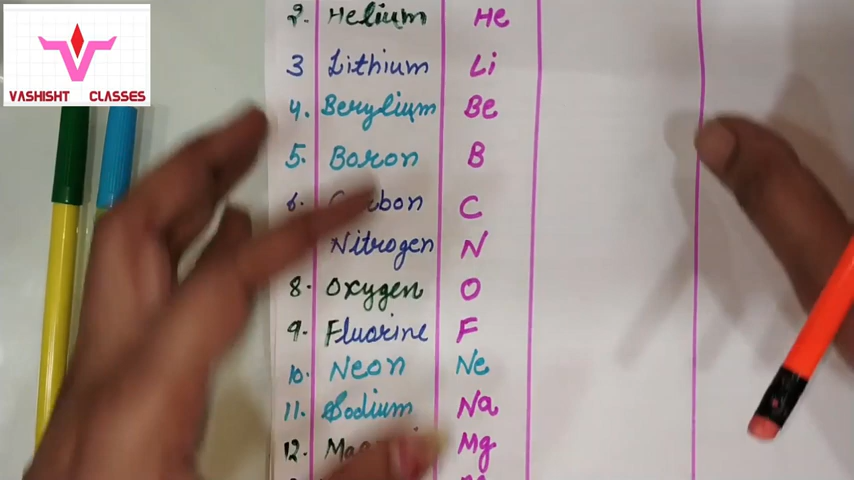 VASHISHT CLASSES
2. Helium He
3 Lithium Li
4. Berylium Be
5. Boron B
6. C
Nitrogen N
8. Oxygen O
9. Fluorine F
10. Neon Ne
11. Sodium Na
12. Mg